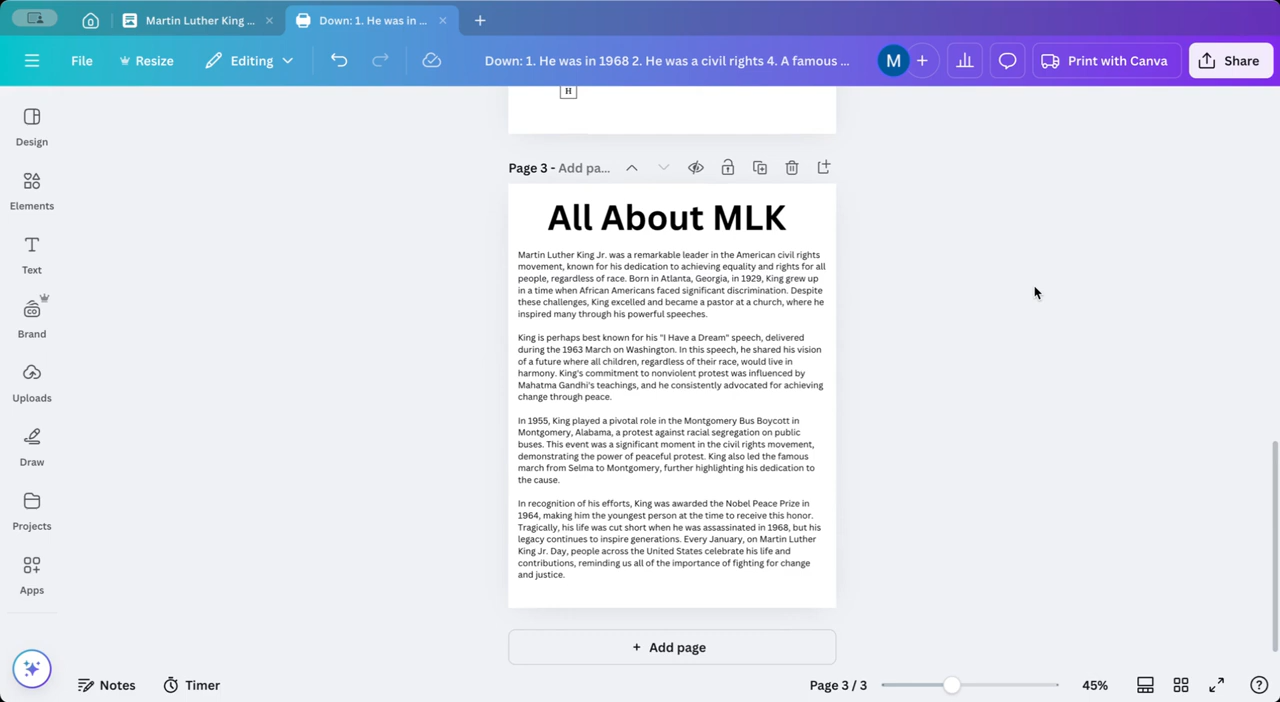 Martin Luther King ...
Down: 1. He was in ...
File
Resize
Editing
Down: 1. He was in 1968 2. He was a civil rights 4. A famous ...
M
Print with Canva
Share
Design
Elements
Text
Brand
Uploads
Draw
Projects
Apps
H
Page 3 - Add pa...
All About MLK
Martin Luther King Jr. was a remarkable leader in the American civil rights
movement, known for his dedication to achieving equality and rights for all
people, regardless of race. Born in Atlanta, Georgia, in 1929, King grew up
in a time when African Americans faced significant discrimination. Despite
these challenges, King excelled and became a pastor at a church, where he
inspired many through his powerful speeches.
King is perhaps best known for his "I Have a Dream" speech, delivered
during the 1963 March on Washington. In this speech, he shared his vision
of a future where all children, regardless of their race, would live in
harmony. King's commitment to nonviolent protest was influenced by
Mahatma Gandhi's teachings, and he consistently advocated for achieving
change through peace.
In 1955, King played a pivotal role in the Montgomery Bus Boycott in
Montgomery, Alabama, a protest against racial segregation on public
buses. This event was a significant moment in the civil rights movement,
demonstrating the power of peaceful protest. King also led the famous
march from Selma to Montgomery, further highlighting his dedication to
the cause.
In recognition of his efforts, King was awarded the Nobel Peace Prize in
1964, making him the youngest person at the time to receive this honor.
Tragically, his life was cut short when he was assassinated in 1968, but his
legacy continues to inspire generations. Every January, on Martin Luther
King Jr. Day, people across the United States celebrate his life and
contributions, reminding us all of the importance of fighting for change
and justice.
+ Add page
Notes
Timer
Page 3 / 3
45%